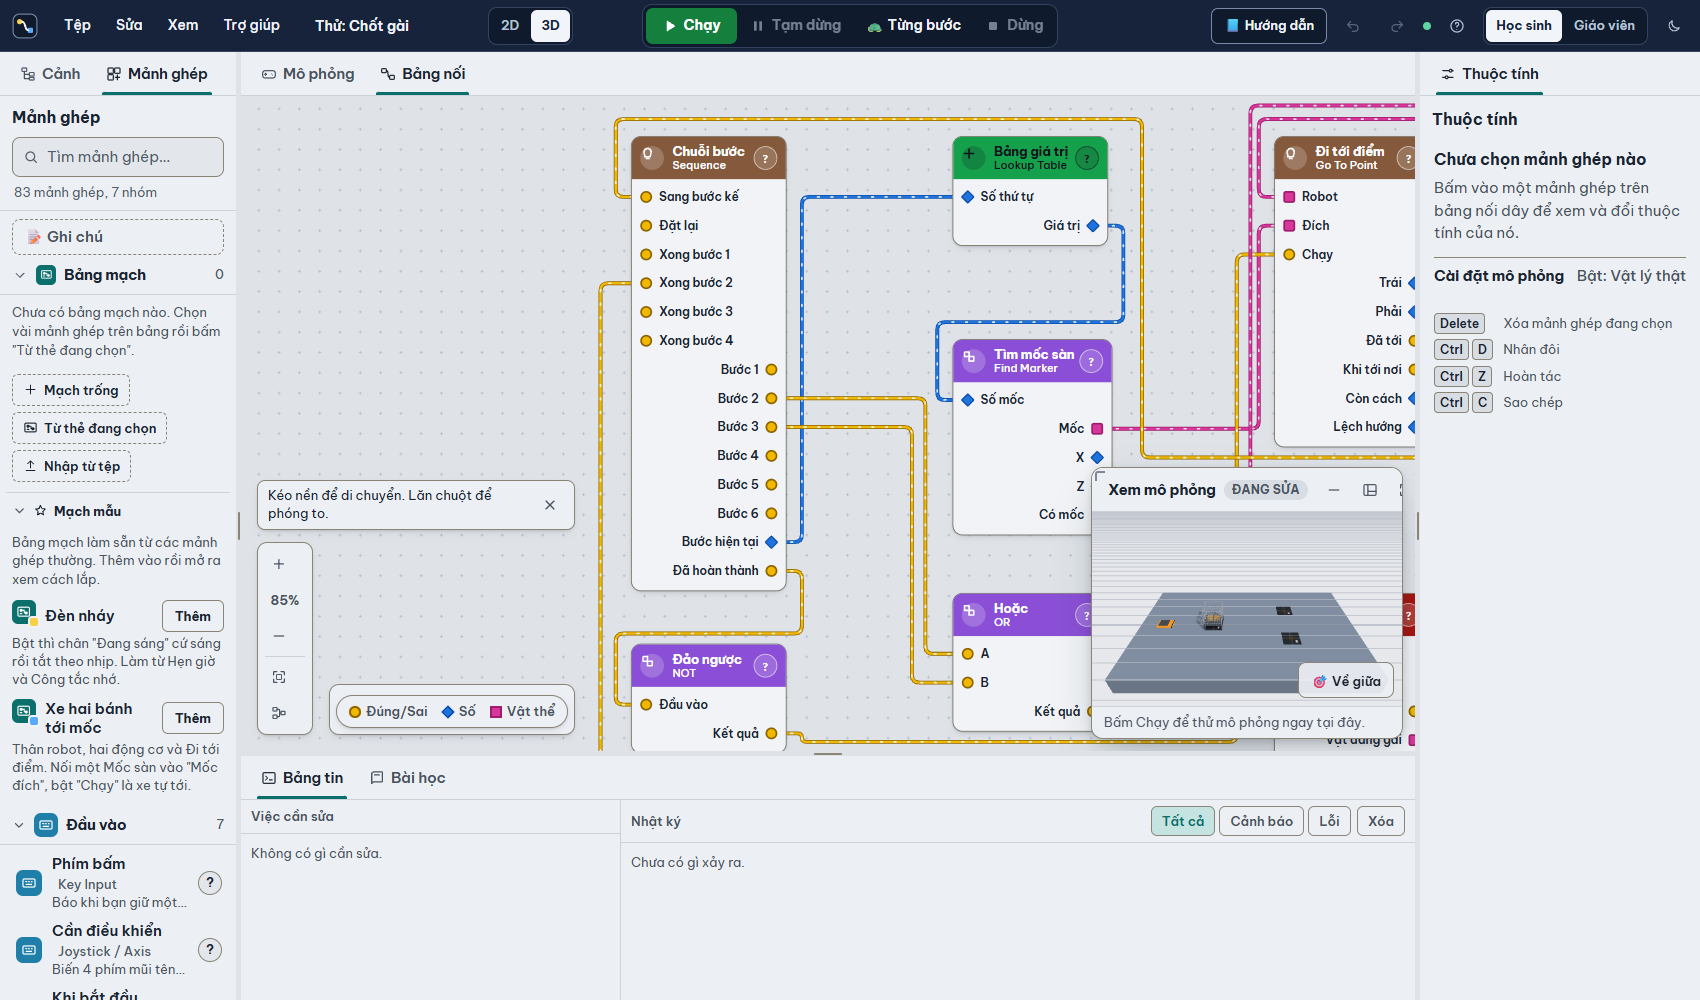 Tệp
Sửa
Xem
Trợ giúp
Thử: Chốt gài
2D
3D
Chạy
Tạm dừng
Từng bước
Dừng
Hướng dẫn
Học sinh
Giáo viên
Cảnh
Mảnh ghép
Mảnh ghép
Tìm mảnh ghép...
83 mảnh ghép, 7 nhóm
Ghi chú
Bảng mạch
0
Chưa có bảng mạch nào. Chọn
vài mảnh ghép trên bảng rồi bấm
"Từ thẻ đang chọn".
Mạch trống
Từ thẻ đang chọn
Nhập từ tệp
Mạch mẫu
Bảng mạch làm sẵn từ các mảnh
ghép thường. Thêm vào rồi mở ra
xem cách lắp.
Đèn nháy
Thêm
Bật thì chân "Đang sáng" cứ sáng
rồi tắt theo nhịp. Làm từ Hẹn giờ
và Công tắc nhớ.
Xe hai bánh
tới mốc
Thêm
Thân robot, hai động cơ và Đi tới
điểm. Nối một Mốc sàn vào "Mốc
đích", bật "Chạy" là xe tự tới.
Đầu vào
7
Phím bấm
Key Input
Báo khi bạn giữ một...
?
Cần điều khiển
Joystick / Axis
Biến 4 phím mũi tên...
?
Khi bắt đầu
Mô phỏng
Bảng nối
Chuỗi bước
Sequence
?
Sang bước kế
Đặt lại
Xong bước 1
Xong bước 2
Xong bước 3
Xong bước 4
Bước 1
Bước 2
Bước 3
Bước 4
Bước 5
Bước 6
Bước hiện tại
Đã hoàn thành
Đảo ngược
NOT
?
Đầu vào
Kết quả
Bảng giá trị
Lookup Table
?
Số thứ tự
Giá trị
Tìm mốc sàn
Find Marker
?
Số mốc
Mốc
X
Z
Có mốc
Hoặc
OR
?
A
B
Kết quả
Đi tới điểm
Go To Point
?
Robot
Đích
Chạy
Trái
Phải
Đã tới
Khi tới nơi
Còn cách
Lệch hướng
?
Vật đang gài
Kéo nền để di chuyển. Lăn chuột để
phóng to.
85%
Đúng/Sai
Số
Vật thể
Xem mô phỏng
ĐANG SỬA
Về giữa
Bấm Chạy để thử mô phỏng ngay tại đây.
Bảng tin
Bài học
Việc cần sửa
Không có gì cần sửa.
Nhật ký
Tất cả
Cảnh báo
Lỗi
Xóa
Chưa có gì xảy ra.
Thuộc tính
Thuộc tính
Chưa chọn mảnh ghép nào
Bấm vào một mảnh ghép trên
bảng nối dây để xem và đổi thuộc
tính của nó.
Cài đặt mô phỏng
Bật: Vật lý thật
Delete
Xóa mảnh ghép đang chọn
Ctrl D
Nhân đôi
Ctrl Z
Hoàn tác
Ctrl C
Sao chép